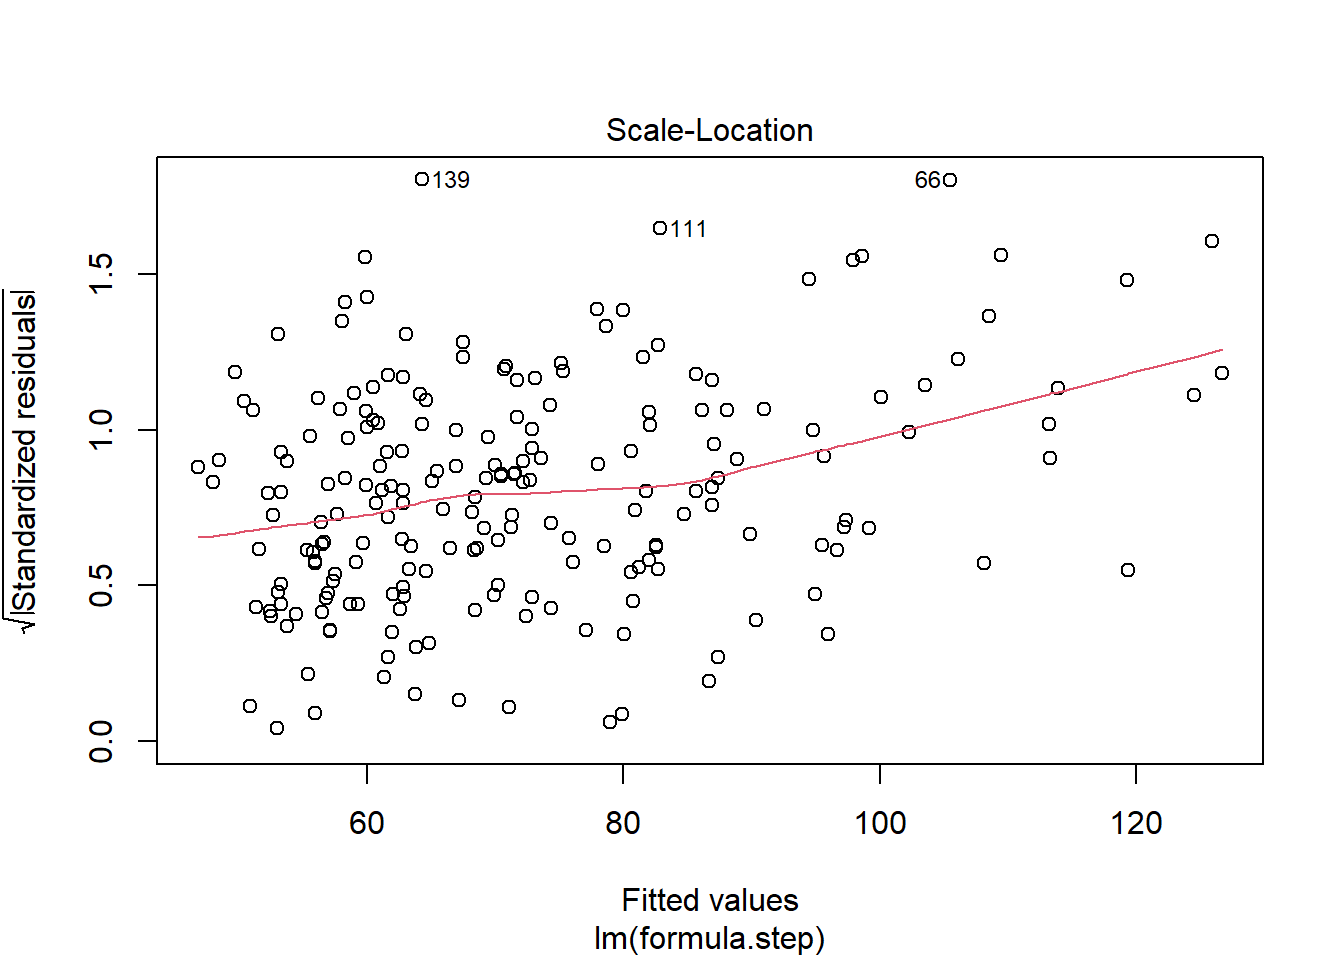 Scale-Location
139
66
111
√|Standardized residuals|
0.0
0.5
1.0
1.5
60
80
100
120
Fitted values
lm(formula.step)